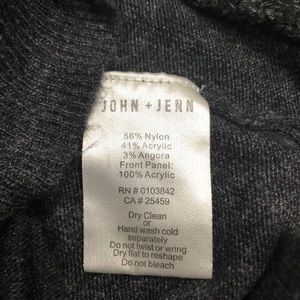 JOHN + JENN
56% Nylon
41% Acrylic
3% Angora
Front Panel:
100% Acrylic
RN # 0103842
CA # 25459
Dry Clean
or
Hand wash cold
separately
Do not twist or wring
Dry flat to reshape
Do not bleach